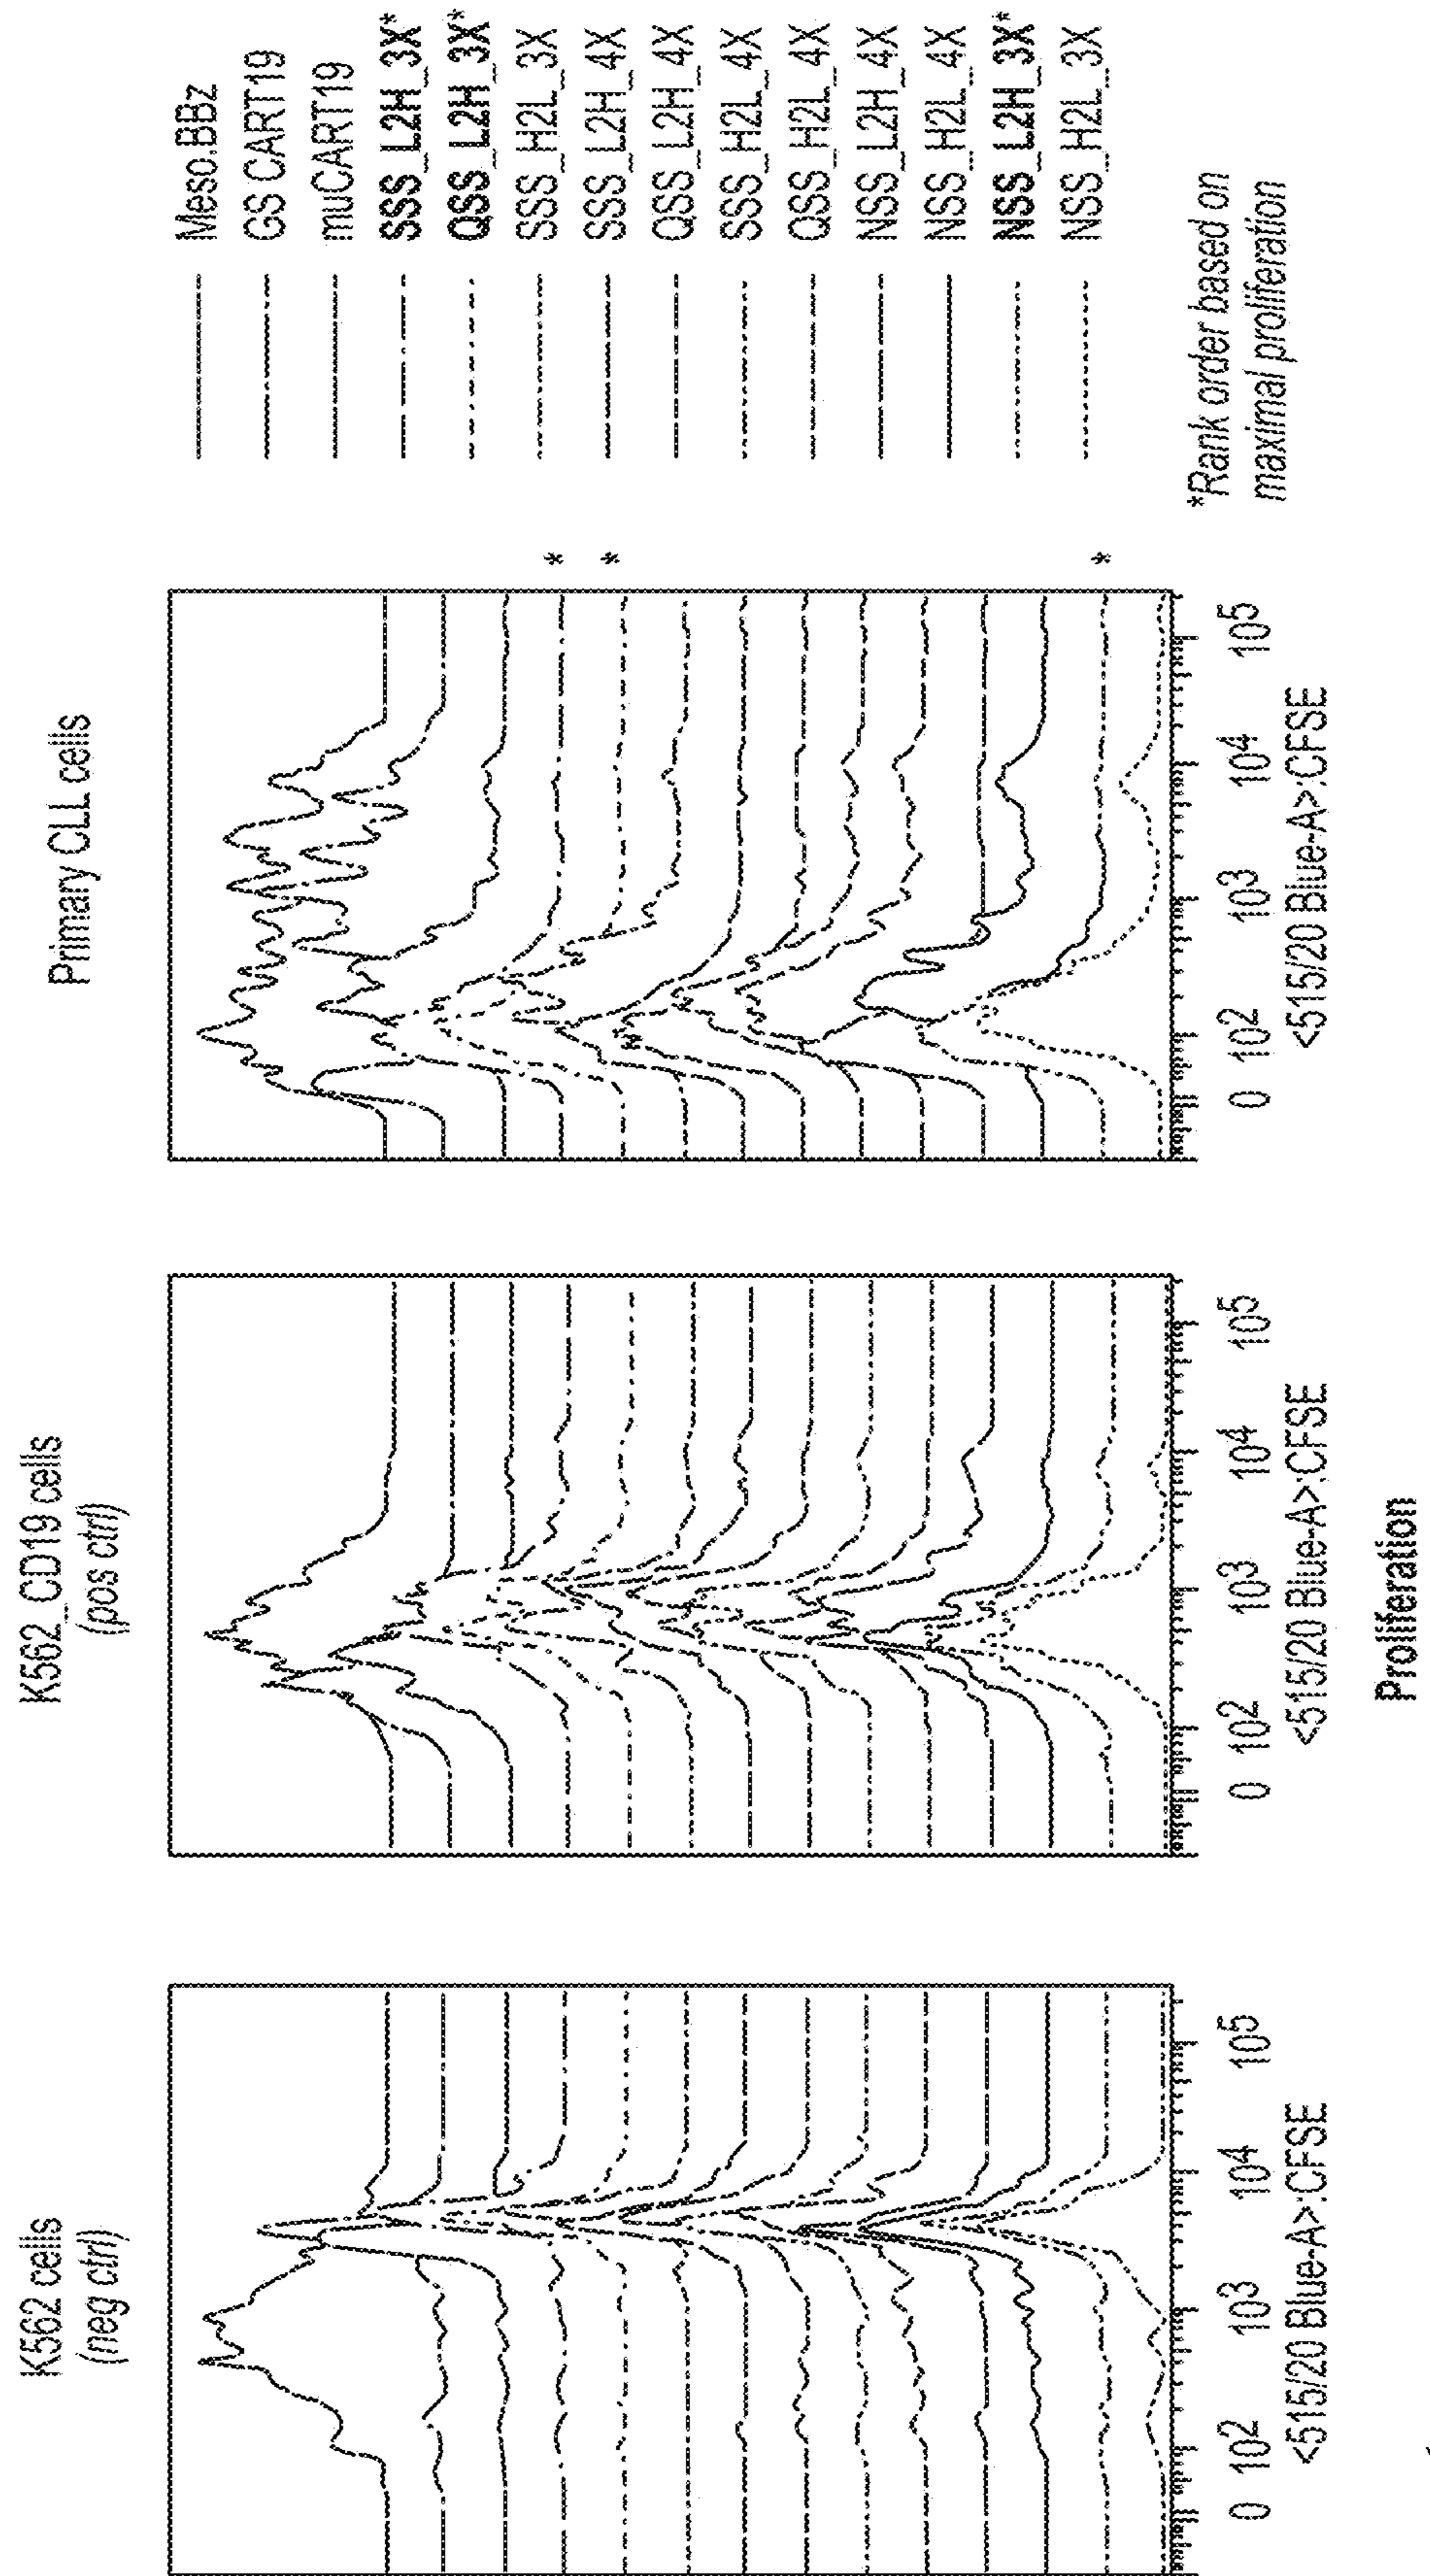 K562 cells
(neg ctrl)
0 10² 10³ 10⁴ 10⁵
<515/20 Blue-A>:CFSE
K562_CD19 cells
(pos ctrl)
0 10² 10³ 10⁴ 10⁵
<515/20 Blue-A>:CFSE
Proliferation
Primary CLL cells
0 10² 10³ 10⁴ 10⁵
<515/20 Blue-A>:CFSE
*
*
*
Meso.BBz
GS CART19
muCART19
SSS_L2H_3X*
QSS_L2H_3X*
SSS_H2L_3X
SSS_L2H_4X
QSS_L2H_4X
SSS_H2L_4X
QSS_H2L_4X
NSS_L2H_4X
NSS_H2L_4X
NSS_L2H_3X*
NSS_H2L_3X
*Rank order based on
maximal proliferation